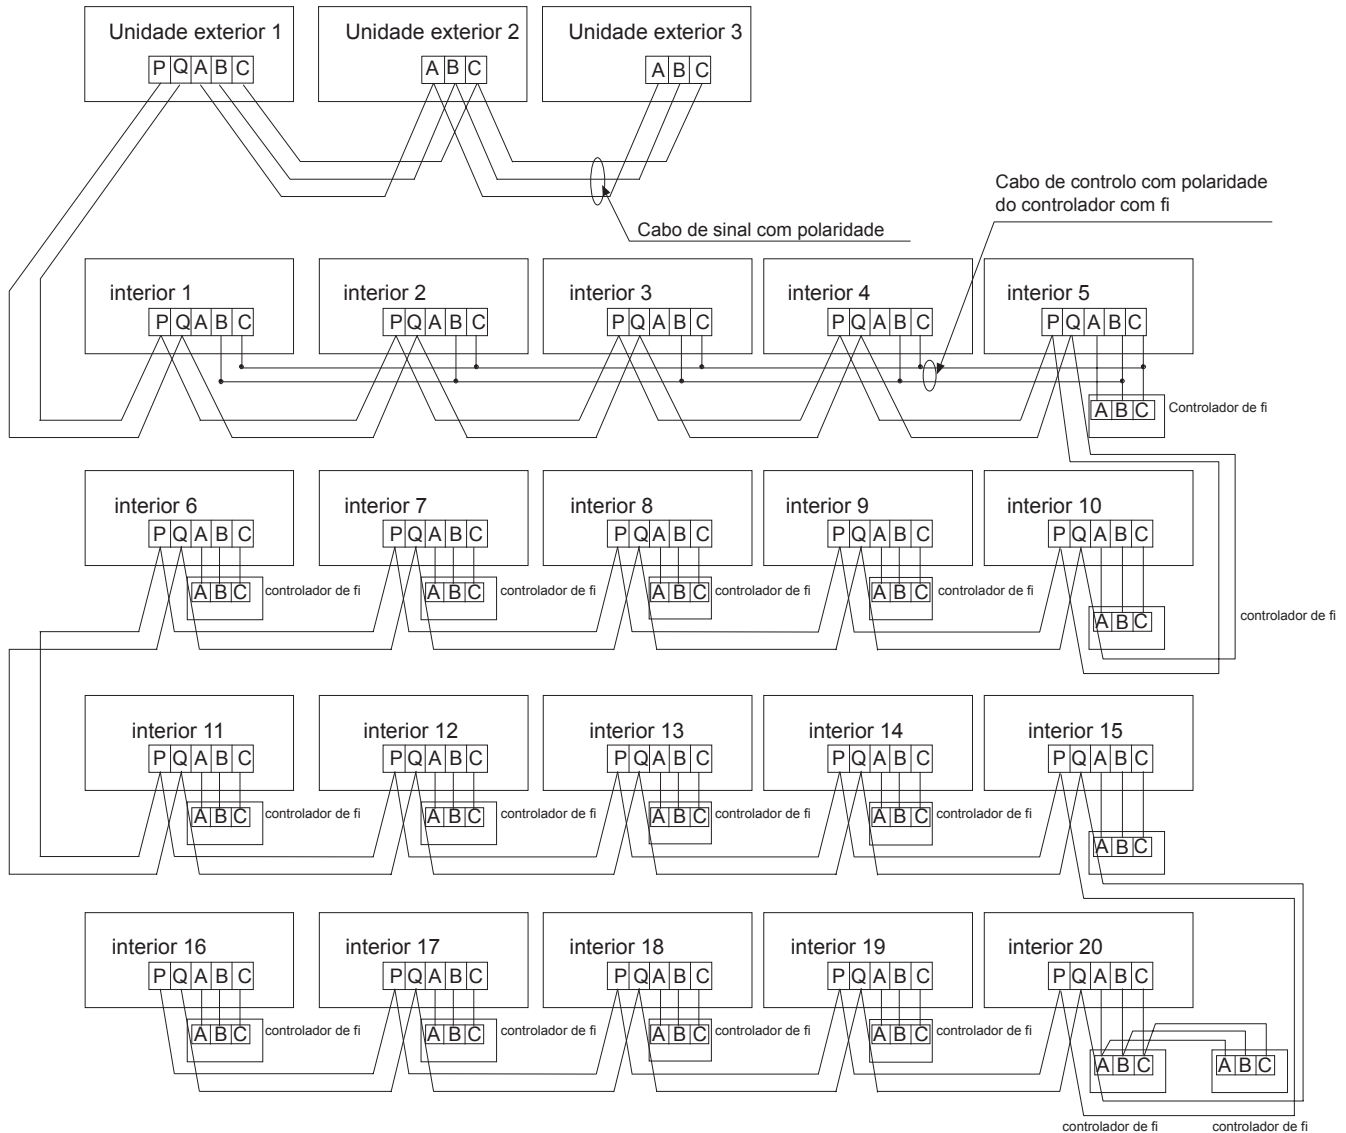 Unidade exterior 1
Unidade exterior 2
Unidade exterior 3
P Q A B C
A B C
A B C
Cabo de controlo com polaridade
do controlador com fi
Cabo de sinal com polaridade
interior 1
interior 2
interior 3
interior 4
interior 5
P Q A B C
P Q A B C
P Q A B C
P Q A B C
P Q A B C
A B C
Controlador de fi
interior 6
interior 7
interior 8
interior 9
interior 10
P Q A B C
P Q A B C
P Q A B C
P Q A B C
P Q A B C
A B C
controlador de fi
A B C
controlador de fi
A B C
controlador de fi
A B C
controlador de fi
A B C
controlador de fi
interior 11
interior 12
interior 13
interior 14
interior 15
P Q A B C
P Q A B C
P Q A B C
P Q A B C
P Q A B C
A B C
controlador de fi
A B C
controlador de fi
A B C
controlador de fi
A B C
controlador de fi
A B C
interior 16
interior 17
interior 18
interior 19
interior 20
P Q A B C
P Q A B C
P Q A B C
P Q A B C
P Q A B C
A B C
controlador de fi
A B C
controlador de fi
A B C
controlador de fi
A B C
controlador de fi
A B C
A B C
controlador de fi
controlador de fi